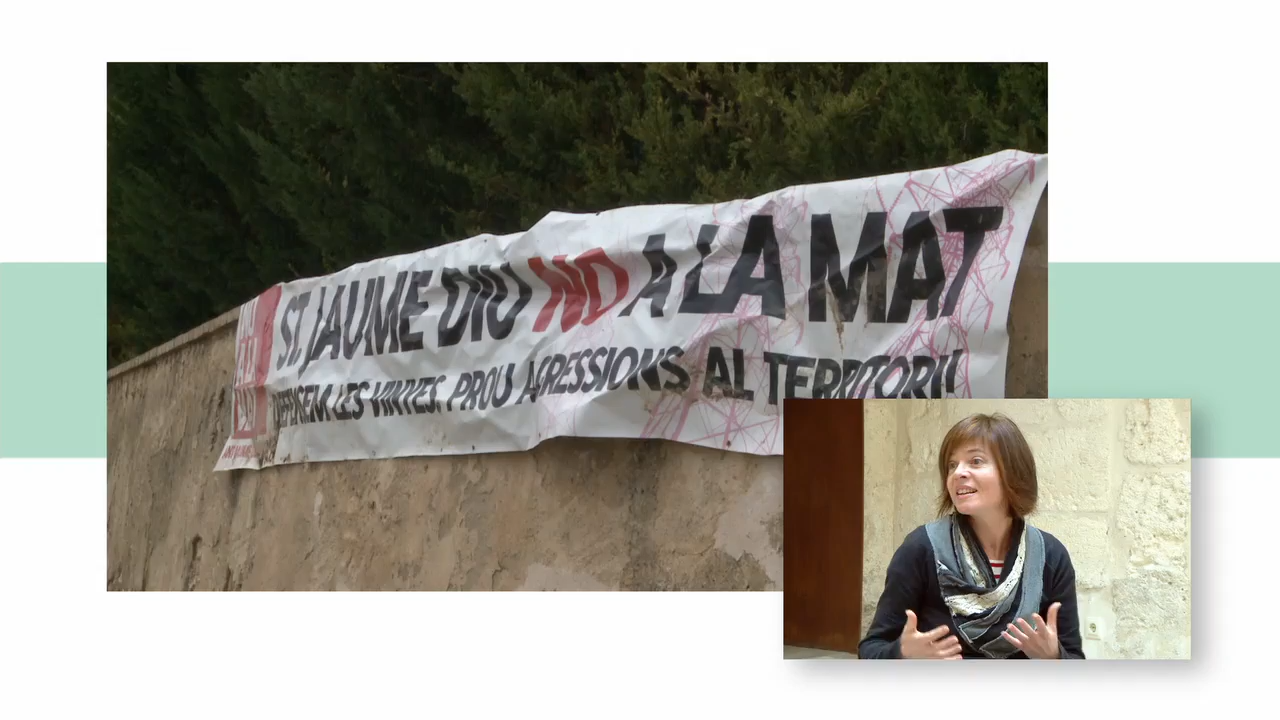 ST. JAUME DIU NO A LA MAT
DEFENSEM LES VINYES. PROU AGRESSIONS AL TERRITORI!